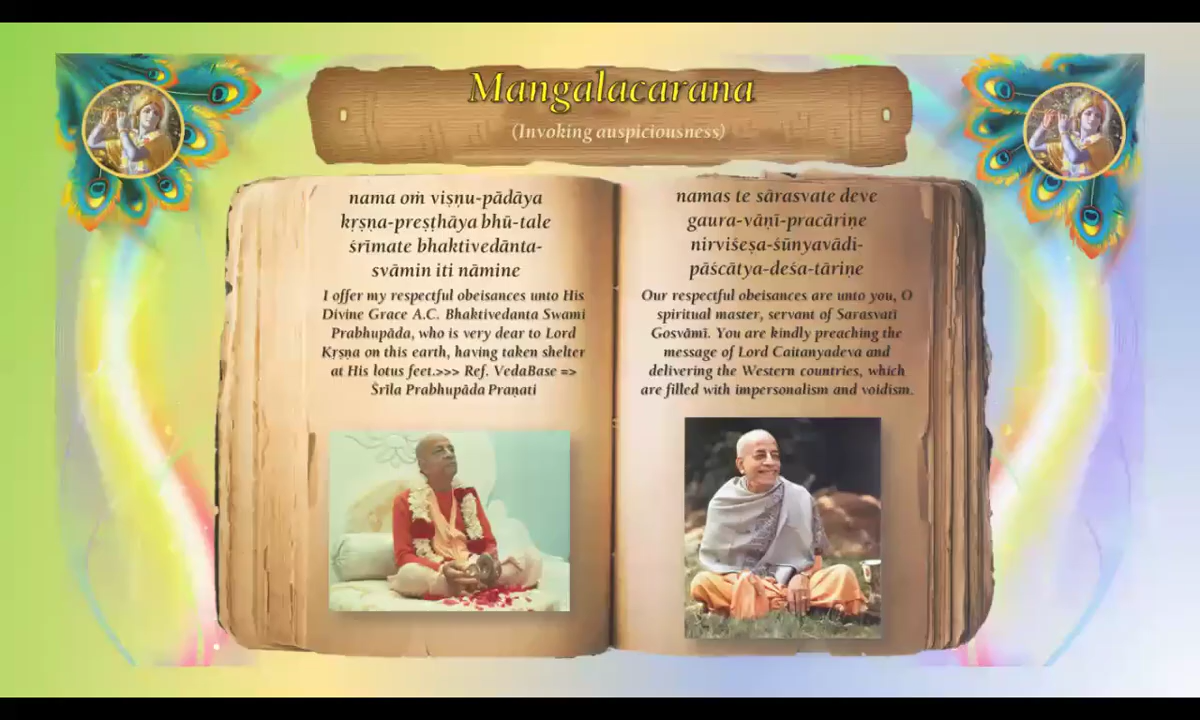 Mangalacarana
(Invoking auspiciousness)
nama oṁ viṣṇu-pādāya
kṛṣṇa-preṣṭhāya bhū-tale
śrīmate bhaktivedānta-
svāmin iti nāmine
I offer my respectful obeisances unto His
Divine Grace A.C. Bhaktivedanta Swami
Prabhupāda, who is very dear to Lord
Kṛṣṇa on this earth, having taken shelter
at His lotus feet.>>> Ref. VedaBase =>
Śrīla Prabhupāda Praṇati
namas te sārasvate deve
gaura-vāṇī-pracāriṇe
nirviśeṣa-śūnyavādi-
pāścātya-deśa-tāriṇe
Our respectful obeisances are unto you, O
spiritual master, servant of Sarasvatī
Gosvāmī. You are kindly preaching the
message of Lord Caitanyadeva and
delivering the Western countries, which
are filled with impersonalism and voidism.